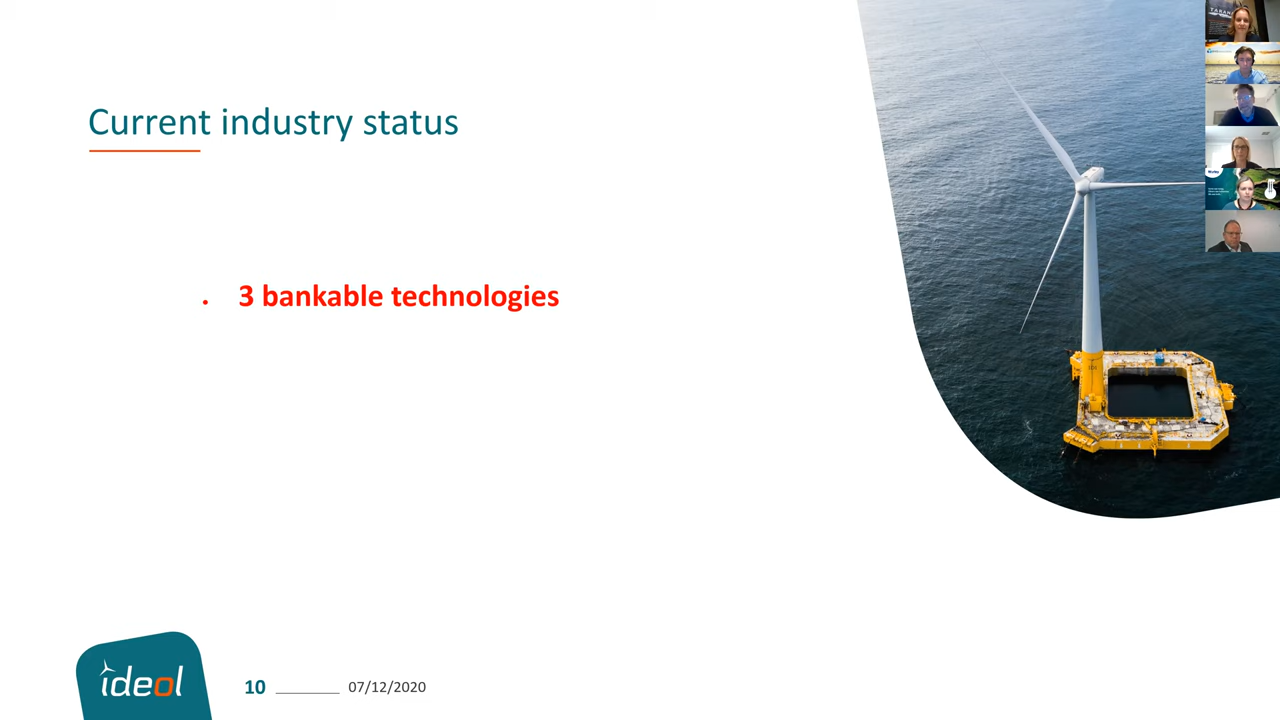 Current industry status
• 3 bankable technologies
ideol
10
07/12/2020